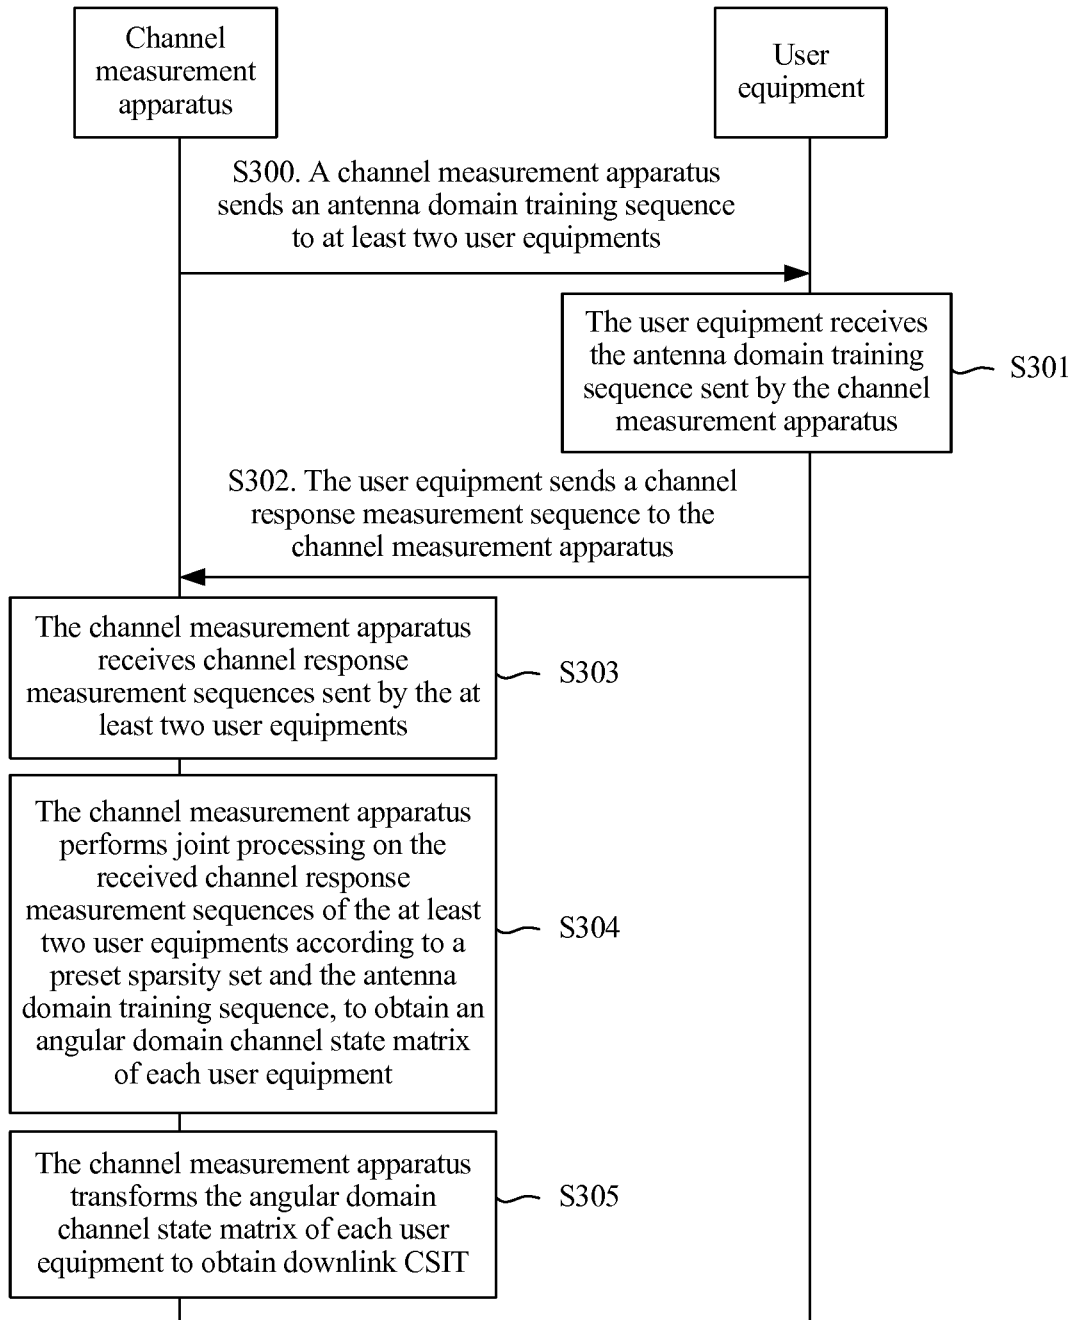 Channel
measurement
apparatus
User
equipment
S300. A channel measurement apparatus
sends an antenna domain training sequence
to at least two user equipments
The user equipment receives
the antenna domain training
sequence sent by the channel
measurement apparatus
S301
S302. The user equipment sends a channel
response measurement sequence to the
channel measurement apparatus
The channel measurement apparatus
receives channel response
measurement sequences sent by the at
least two user equipments
S303
The channel measurement apparatus
performs joint processing on the
received channel response
measurement sequences of the at least
two user equipments according to a
preset sparsity set and the antenna
domain training sequence, to obtain an
angular domain channel state matrix
of each user equipment
S304
The channel measurement apparatus
transforms the angular domain
channel state matrix of each user
equipment to obtain downlink CSIT
S305